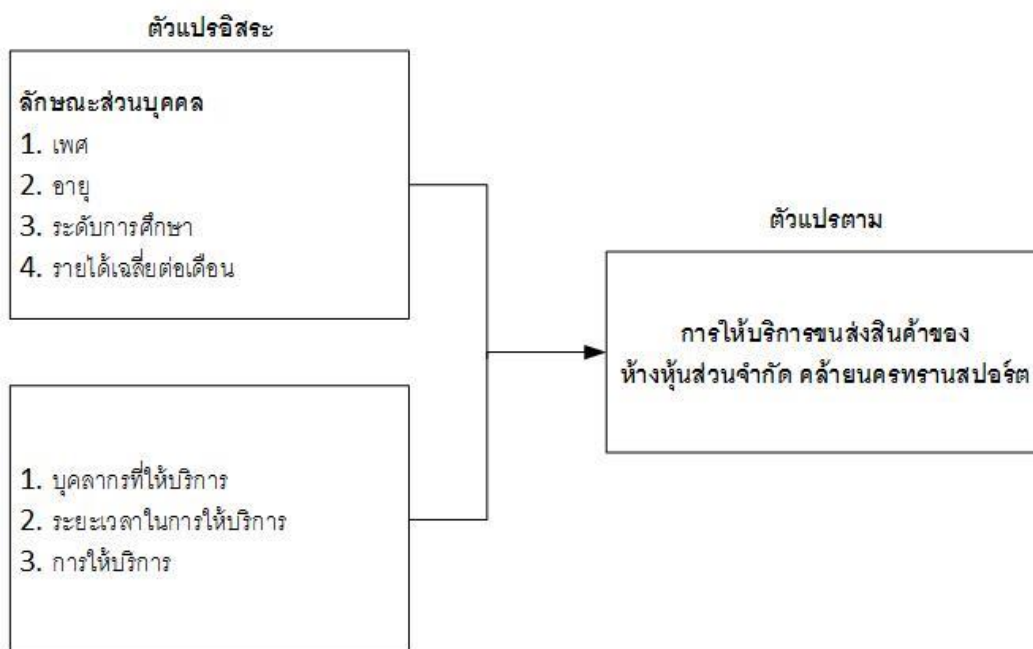 ตัวแปรอิสระ
ลักษณะส่วนบุคคล
1. เพศ
2. อายุ
3. ระดับการศึกษา
4. รายได้เฉลี่ยต่อเดือน
1. บุคลากรที่ให้บริการ
2. ระยะเวลาในการให้บริการ
3. การให้บริการ
ตัวแปรตาม
การให้บริการขนส่งสินค้าของ
ห้างหุ้นส่วนจำกัด คล้ายนครทรานสปอร์ต